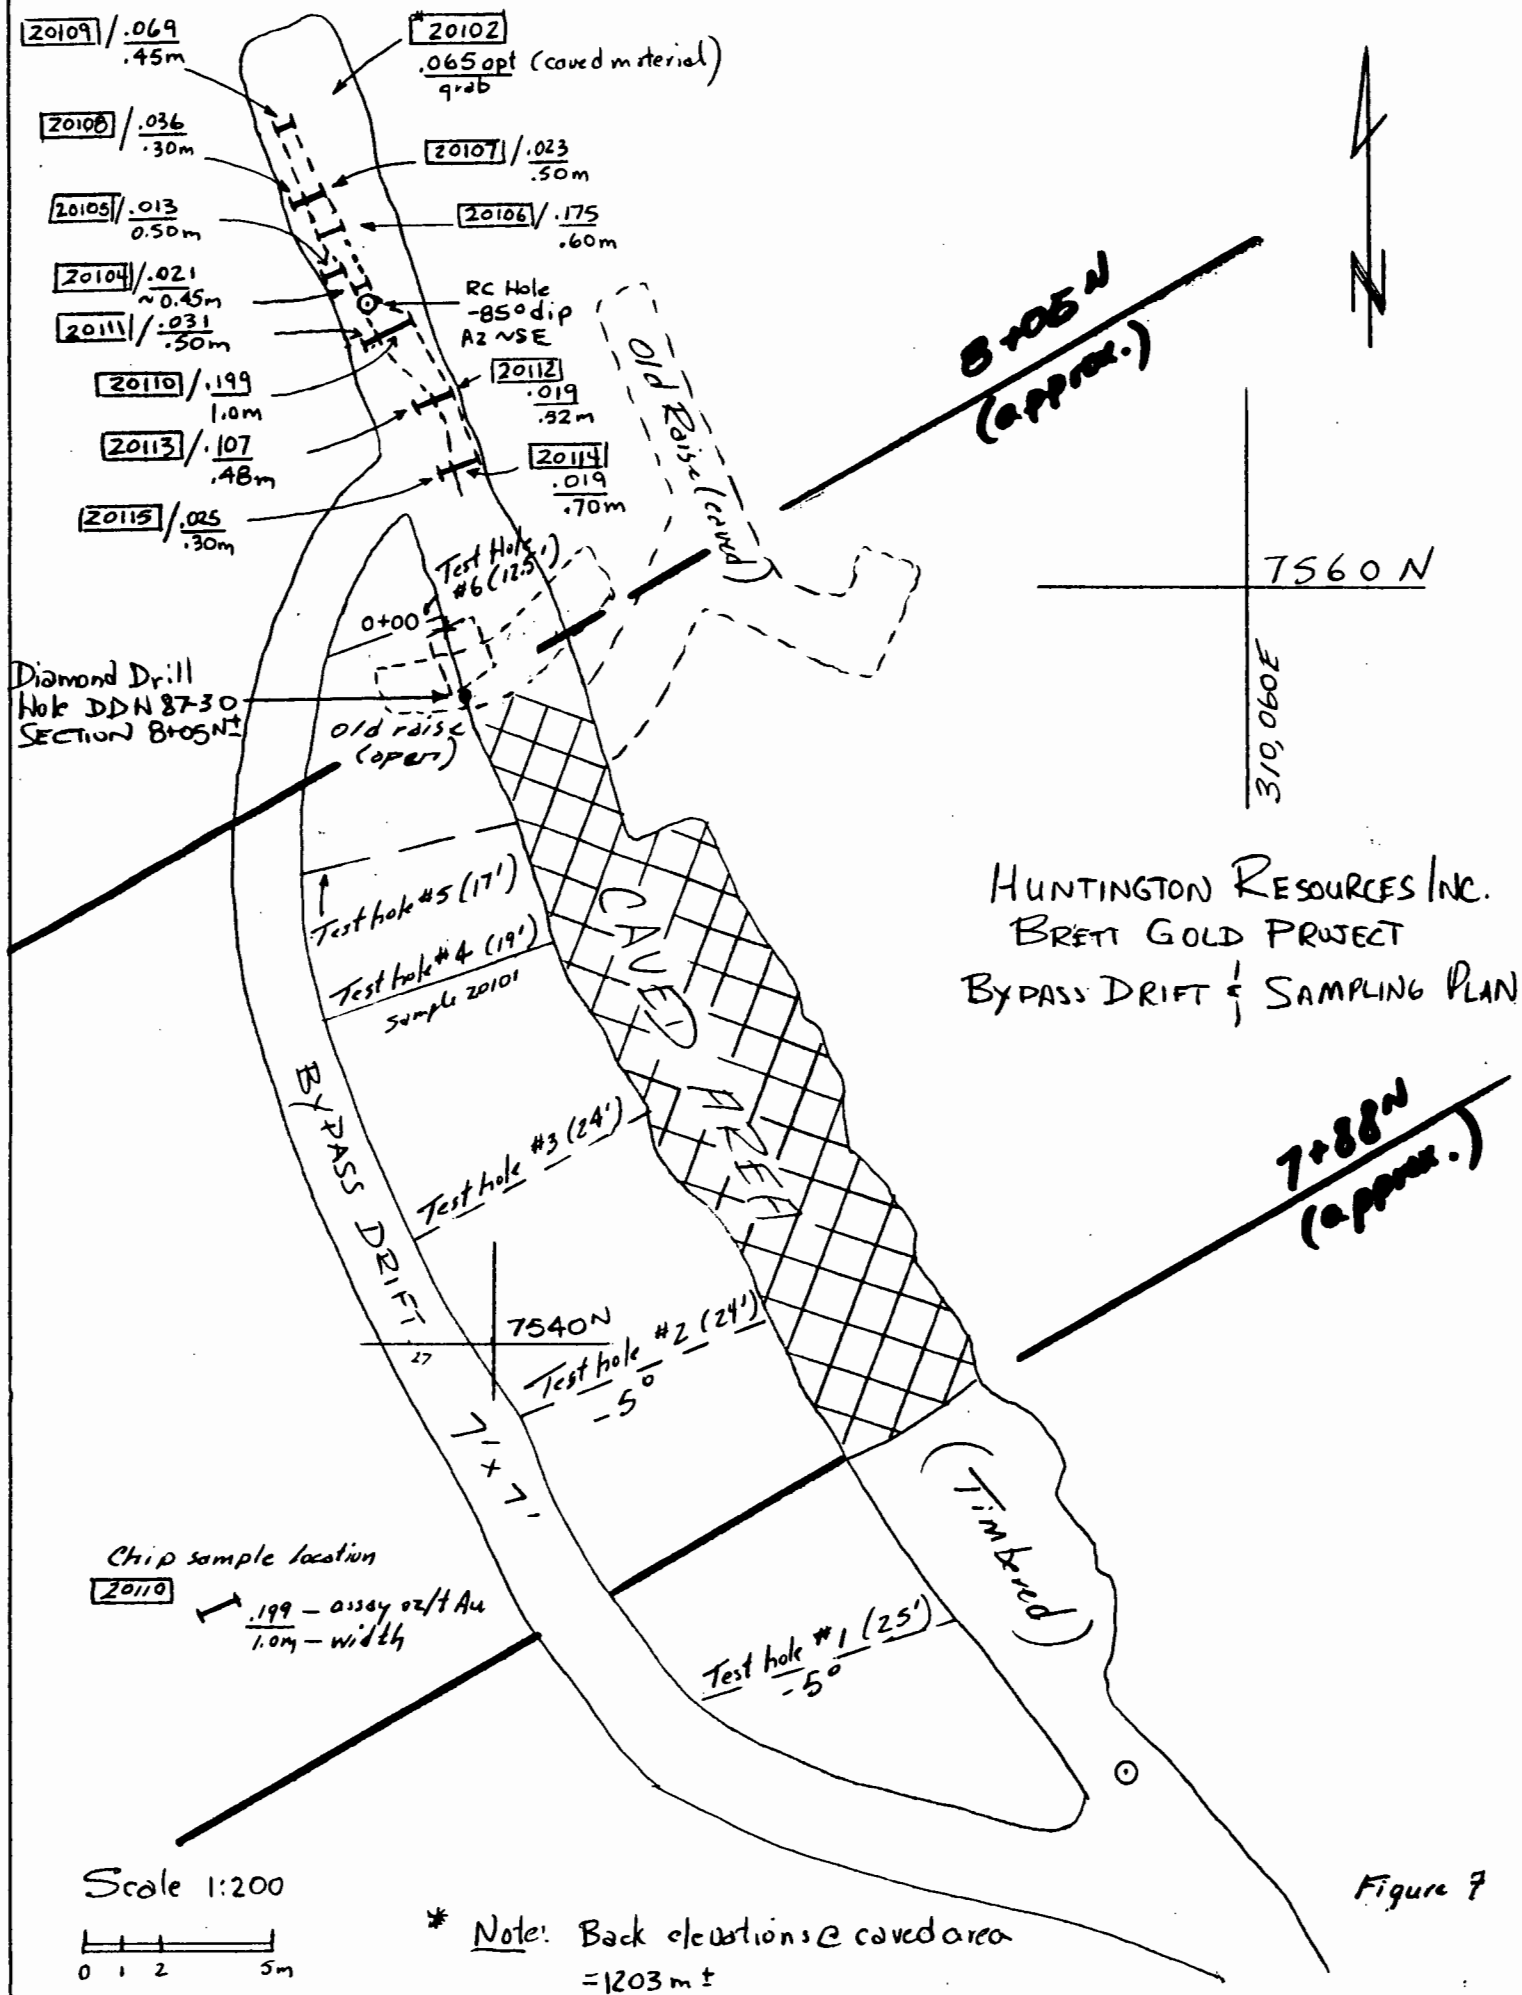 20109 / .069
.45m
* 20102
.065 opt (caved material)
grab
20108 / .036
.30m
20107 / .023
.50m
20105 / .013
0.50m
20106 / .175
.60m
20104 / .021
~0.45m
RC Hole
-85° dip
AZ ~SE
20111 / .031
.50m
20110 / .199
1.0m
20112
.019
.52m
20113 / .107
.48m
20114
.019
.70m
20115 / .025
.30m
Old Raise (caved)
8+05 N
(approx.)
N
7560 N
310,060E
Test Hole
#6 (12.5')
0+00
Diamond Drill
Hole DDH 87-30
SECTION 8+05N±
Old raise
(open)
Test hole #5 (17')
Test hole #4 (19')
Sample 20101
HUNTINGTON RESOURCES INC.
BRETT GOLD PROJECT
BYPASS DRIFT & SAMPLING PLAN
CAVED AREA
BYPASS DRIFT
Test hole #3 (24')
7+88 N
(approx.)
7540N
27
Test hole #2 (24')
-5°
7' x 7'
(Timbered)
Chip sample location
20110
.199 — assay oz/t Au
1.0m — width
Test hole #1 (25')
-5°
Scale 1:200
0 1 2 5m
* Note: Back elevations @ caved area
=1203 m ±
Figure 7